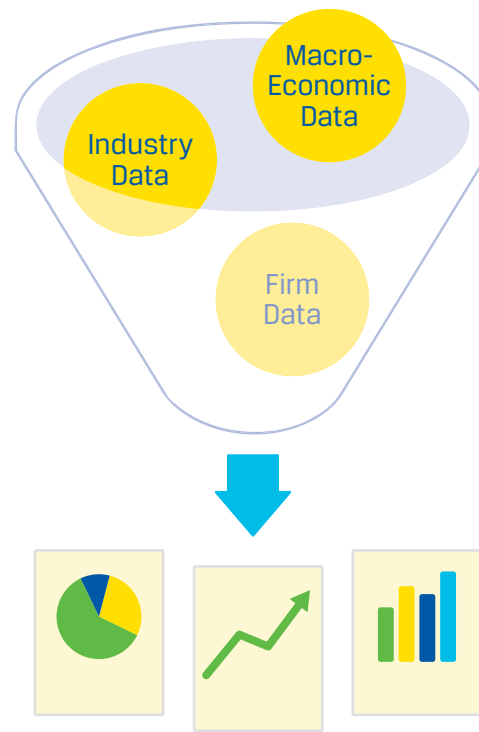 Macro-
Economic
Data
Industry
Data
Firm
Data